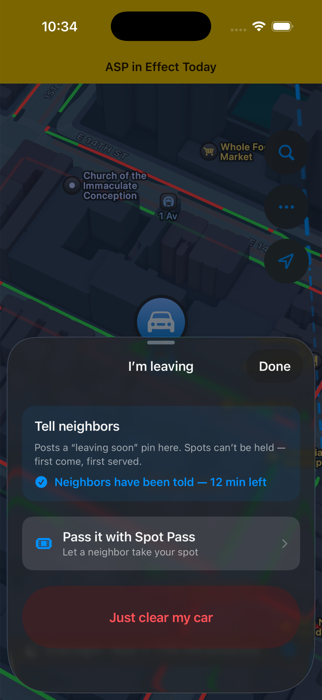 10:34
ASP in Effect Today
Whole Fo
Market
Church of the
Immaculate
Conception
1 Av
I'm leaving
Done
Tell neighbors
Posts a “leaving soon” pin here. Spots can't be held —
first come, first served.
Neighbors have been told — 12 min left
Pass it with Spot Pass
Let a neighbor take your spot
Just clear my car